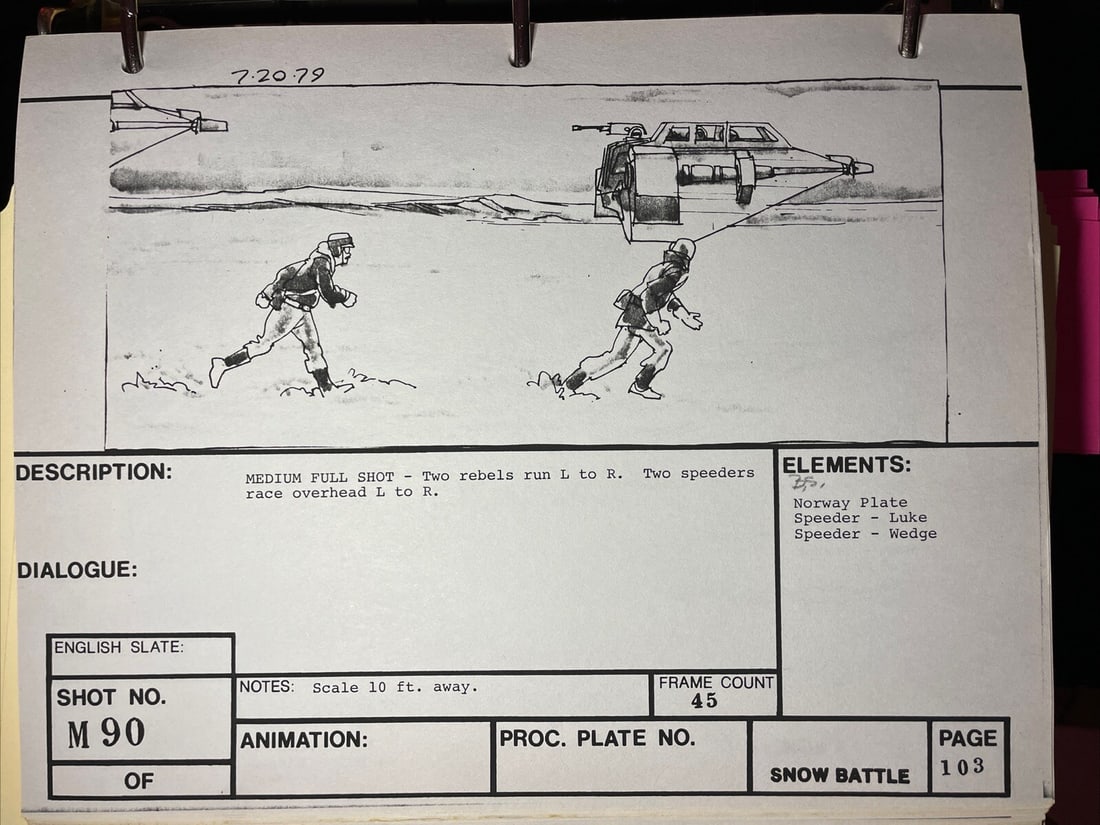 7·20·79
DESCRIPTION:
MEDIUM FULL SHOT - Two rebels run L to R. Two speeders
race overhead L to R.
DIALOGUE:
ELEMENTS:
Norway Plate
Speeder - Luke
Speeder - Wedge
ENGLISH SLATE:
SHOT NO.
M 90
OF
NOTES: Scale 10 ft. away.
FRAME COUNT
45
ANIMATION:
PROC. PLATE NO.
SNOW BATTLE
PAGE
103